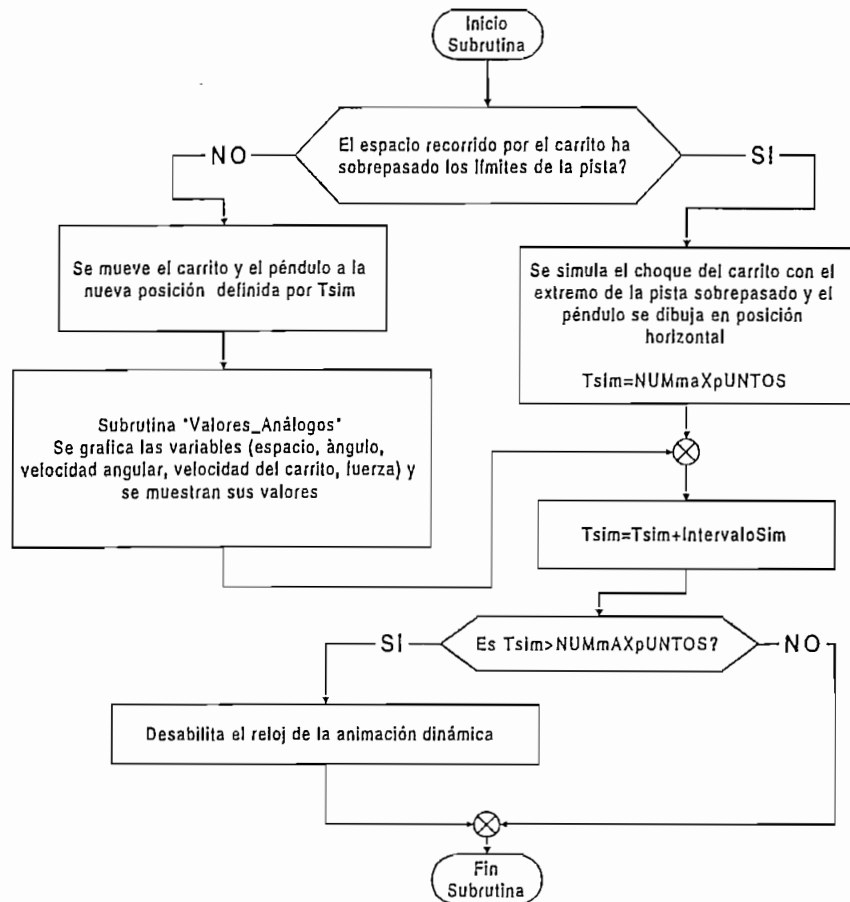 Inicio
Subrutina
El espacio recorrido por el carrito ha
sobrepasado los límites de la pista?
NO
SI
Se mueve el carrito y el péndulo a la
nueva posición definida por Tsim
Se simula el choque del carrito con el
extremo de la pista sobrepasado y el
péndulo se dibuja en posición
horizontal
Tsim=NUMmaXpUNTOS
Subrutina "Valores_Análogos"
Se grafica las variables (espacio, àngulo,
velocidad angular, velocidad del carrito, fuerza) y
se muestran sus valores
Tsim=Tsim+IntervaloSim
Es Tsim>NUMmAXpUNTOS?
SI
NO
Desabilita el reloj de la animación dinámica
Fin
Subrutina